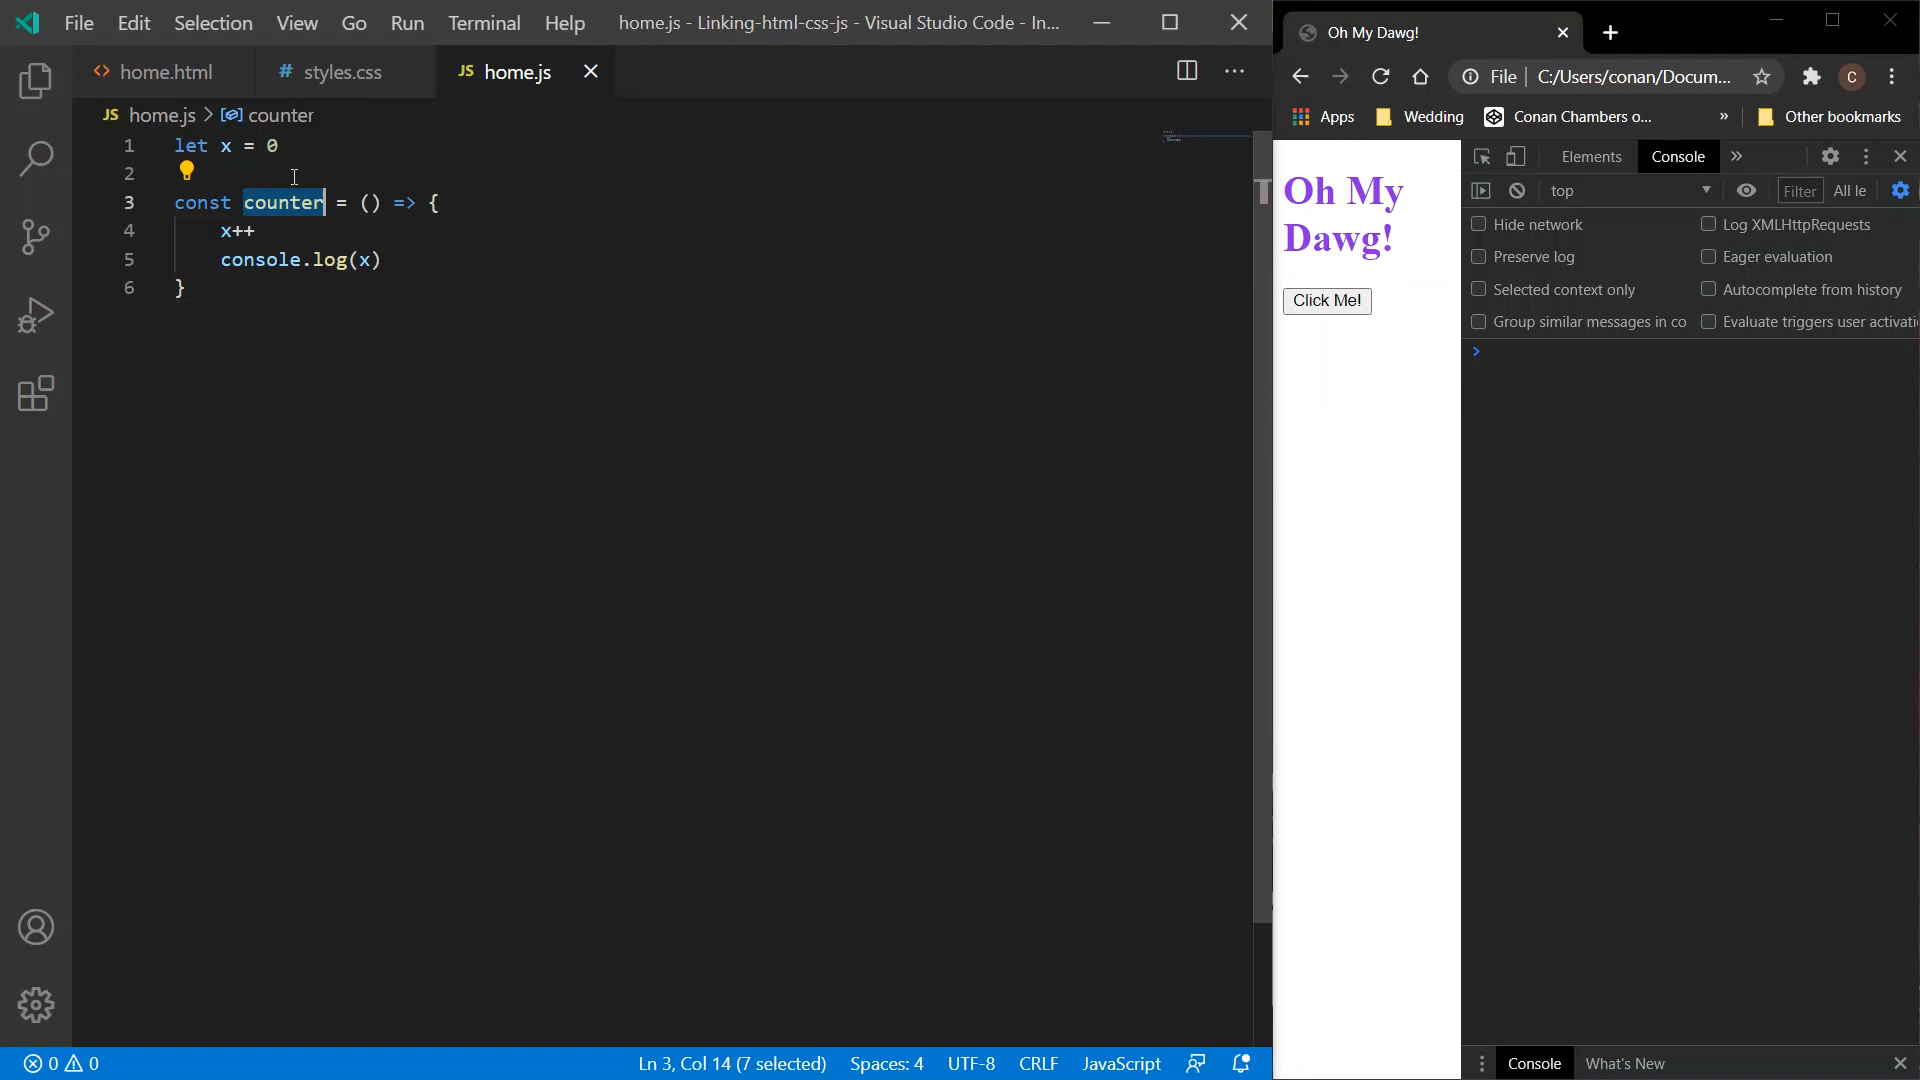 File Edit Selection View Go Run Terminal Help home.js - Linking-html-css-js - Visual Studio Code - In...
home.html # styles.css JS home.js
JS home.js > counter
1 let x = 0
2
3 const counter = () => {
4 x++
5 console.log(x)
6 }
0 0 Ln 3, Col 14 (7 selected) Spaces: 4 UTF-8 CRLF JavaScript
Oh My Dawg!
File C:/Users/conan/Docum... C
Apps Wedding Conan Chambers o... » Other bookmarks
Oh My
Dawg!
Click Me!
Elements Console »
top Filter All le
Hide network Log XMLHttpRequests
Preserve log Eager evaluation
Selected context only Autocomplete from history
Group similar messages in co Evaluate triggers user activati
>
Console What's New